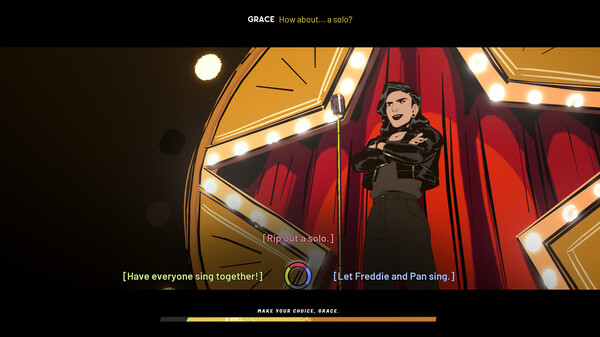 GRACE How about... a solo?
[Rip out a solo.]
[Have everyone sing together!]
[Let Freddie and Pan sing.]
MAKE YOUR CHOICE, GRACE.